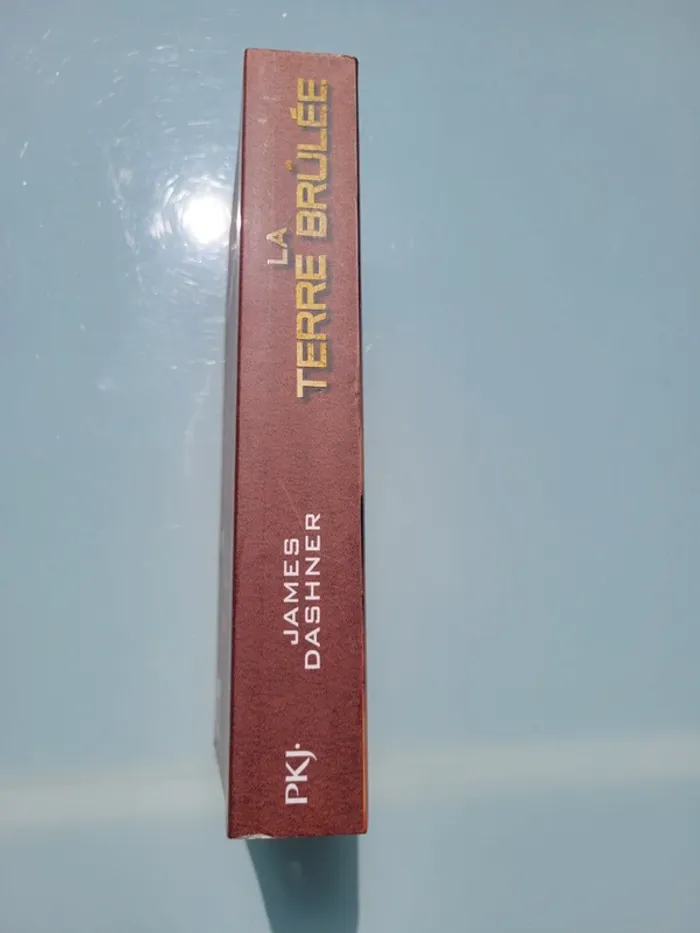 LA
TERRE BRÛLÉE
JAMES
DASHNER
PKJ·